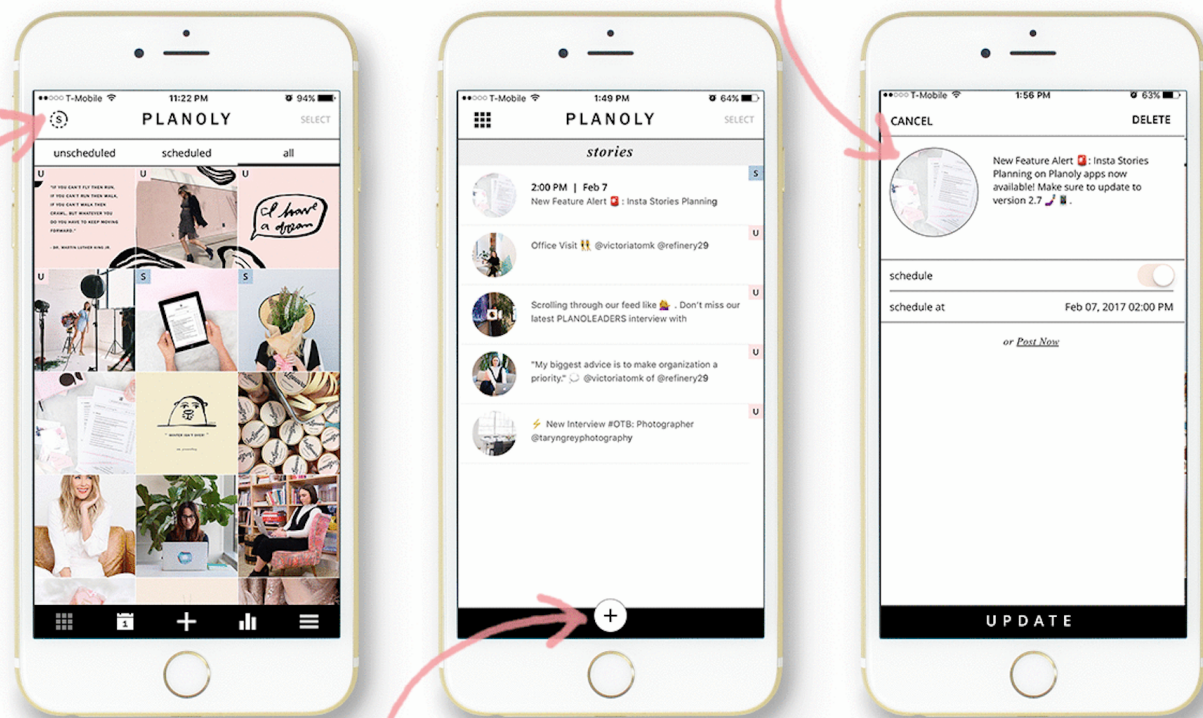 T-Mobile 11:22 PM 94%
S PLANOLY SELECT
unscheduled scheduled all
U U U
"IF YOU CAN'T FLY THEN RUN,
IF YOU CAN'T RUN THEN WALK,
IF YOU CAN'T WALK THEN
CRAWL, BUT WHATEVER YOU
DO YOU HAVE TO KEEP MOVING
FORWARD."
- DR. MARTIN LUTHER KING JR.
I have
a dream
U S S
1
T-Mobile 1:49 PM 64%
PLANOLY SELECT
stories
S
2:00 PM | Feb 7
New Feature Alert 🚨 : Insta Stories Planning
U
Office Visit 👯 @victoriatomk @refinery29
U
Scrolling through our feed like 💁 . Don't miss our
latest PLANOLEADERS interview with
U
"My biggest advice is to make organization a
priority." 💭 @victoriatomk of @refinery29
U
⚡ New Interview #OTB: Photographer
@taryngreyphotography
+
T-Mobile 1:56 PM 63%
CANCEL DELETE
New Feature Alert 🚨 : Insta Stories
Planning on Planoly apps now
available! Make sure to update to
version 2.7 💅 📱 .
schedule
schedule at Feb 07, 2017 02:00 PM
or Post Now
UPDATE